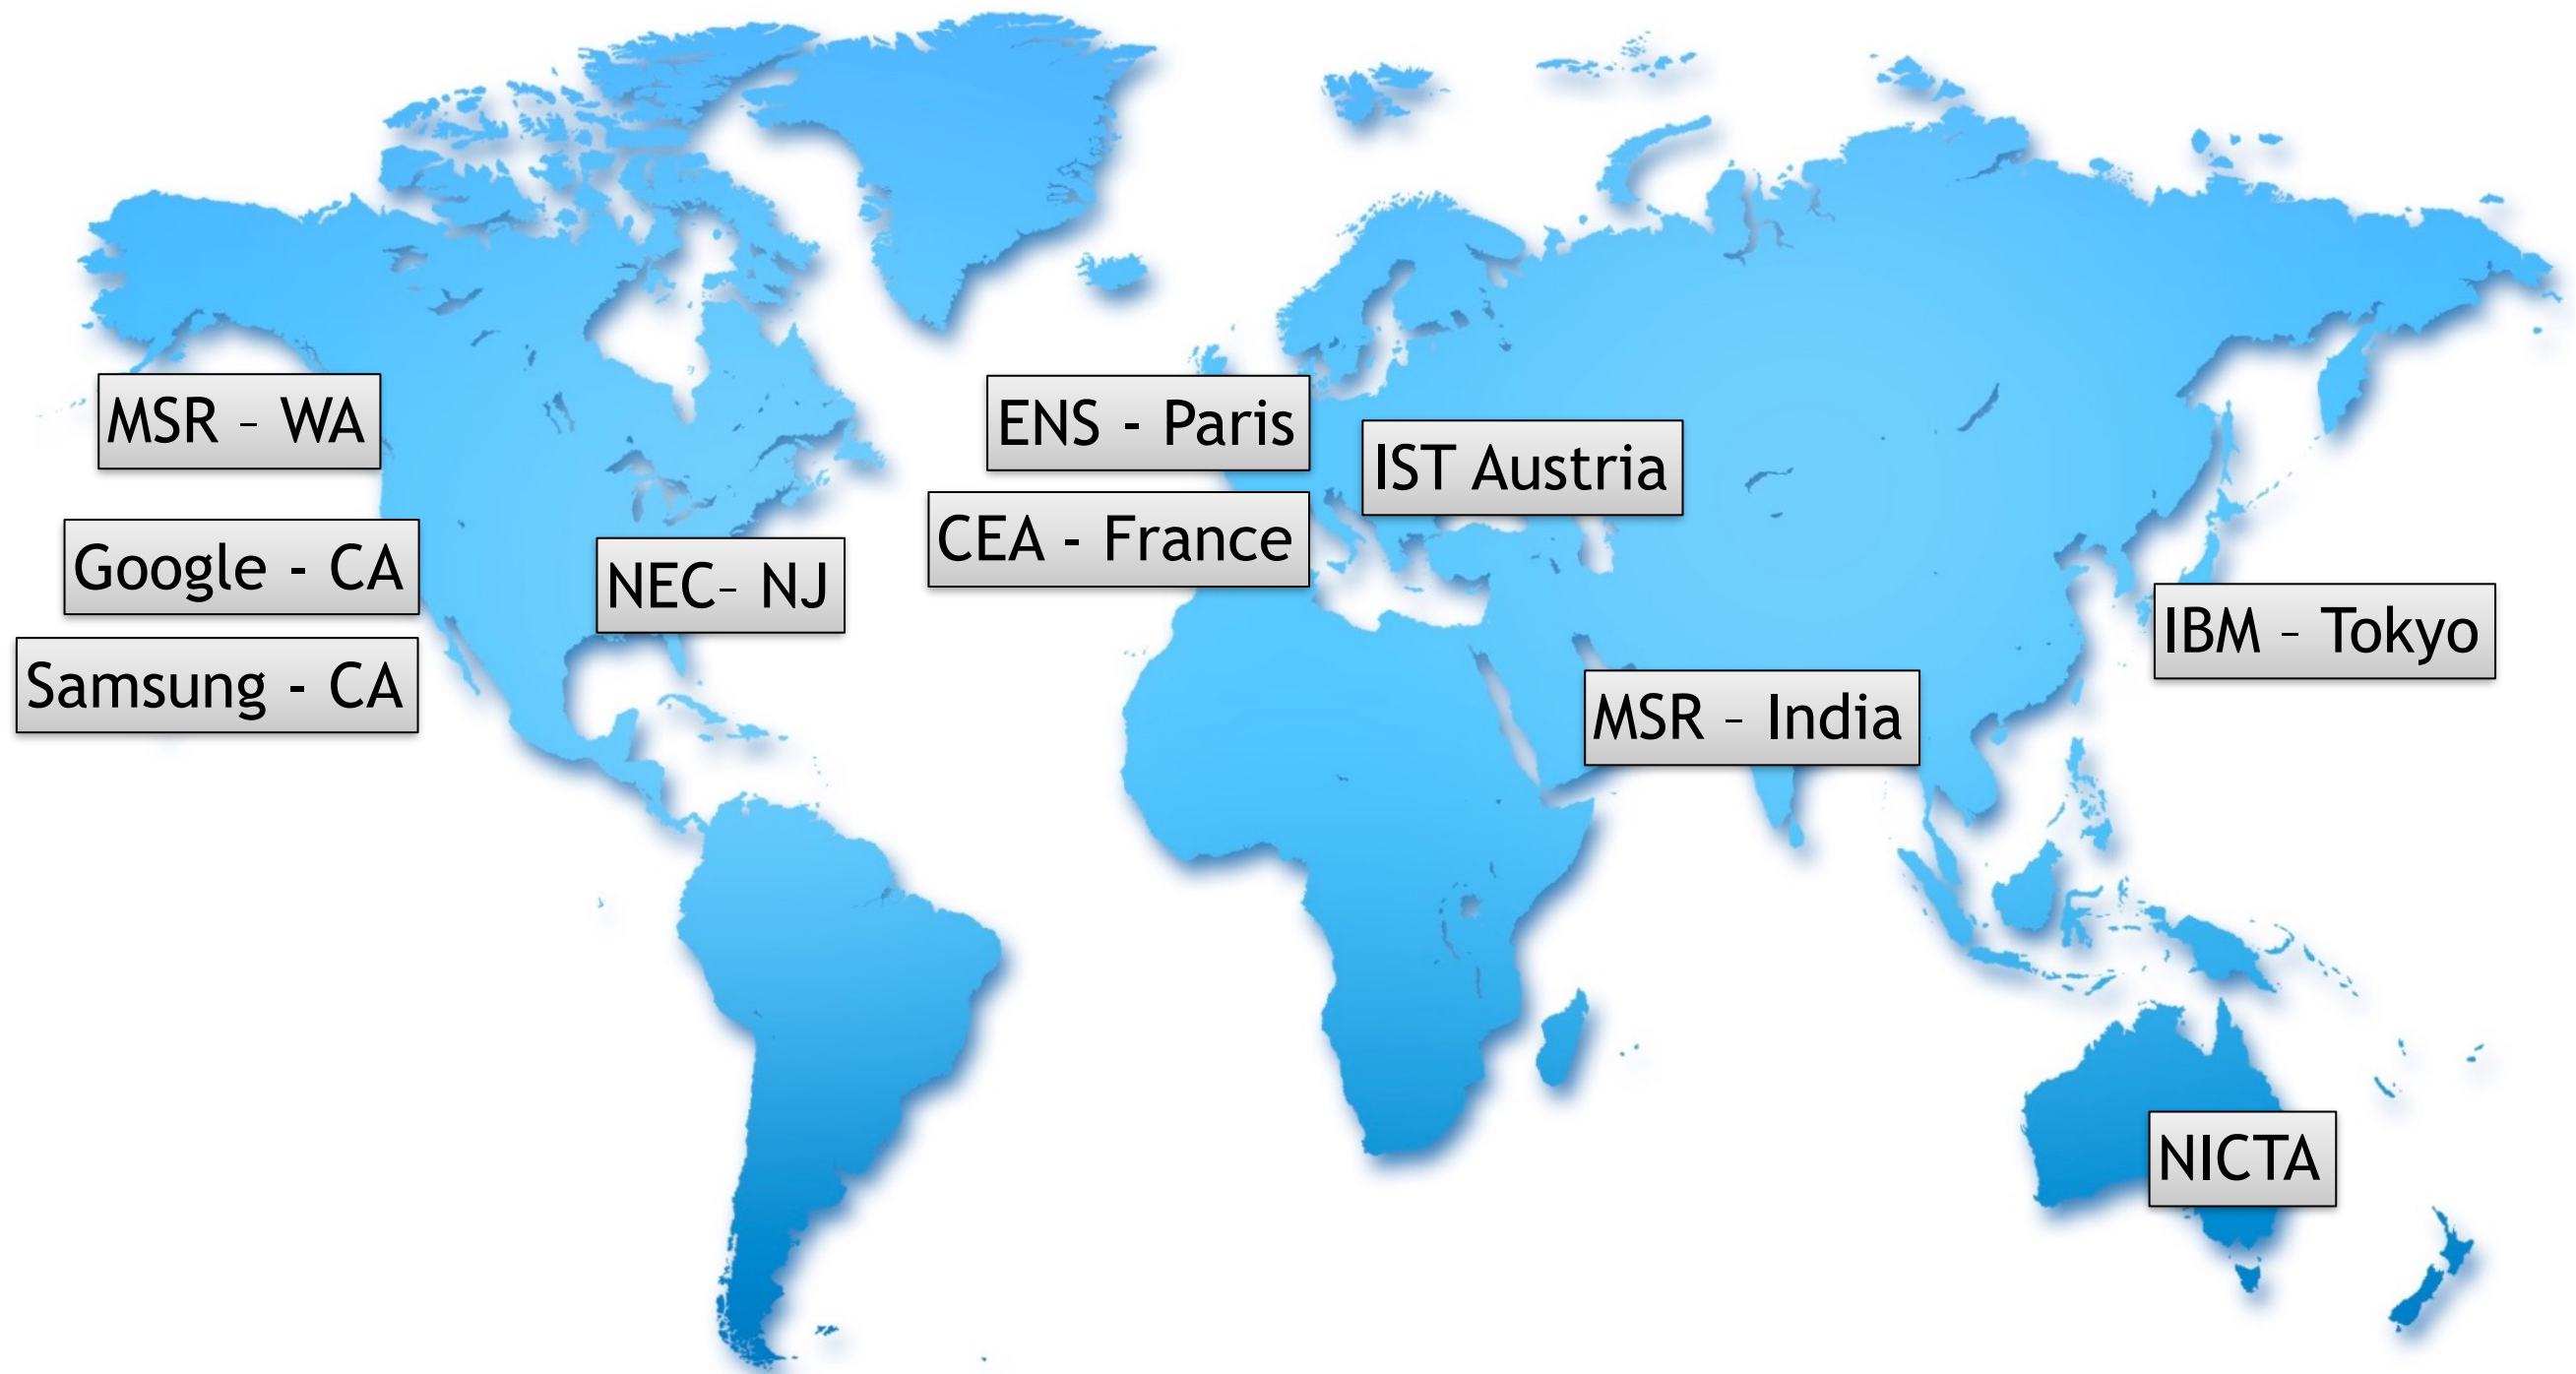 MSR – WA
ENS - Paris
IST Austria
Google - CA
CEA - France
NEC– NJ
IBM – Tokyo
Samsung - CA
MSR – India
NICTA